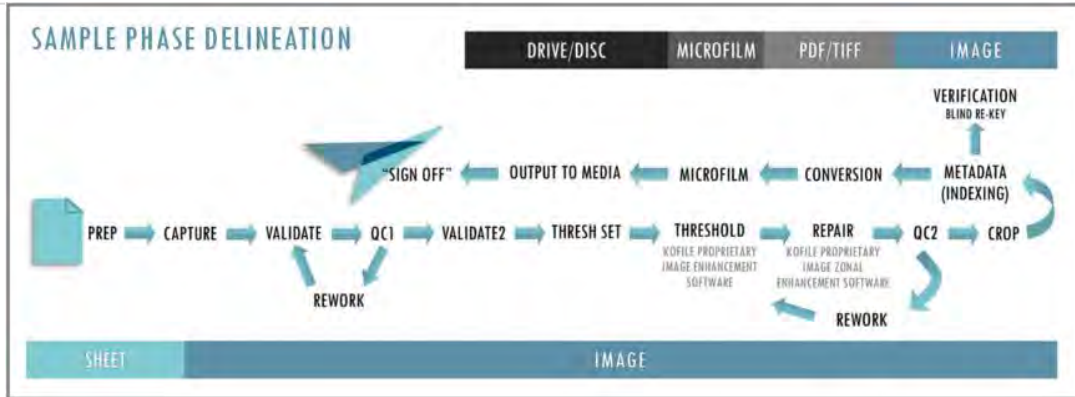 SAMPLE PHASE DELINEATION
DRIVE/DISC MICROFILM PDF/TIFF IMAGE
VERIFICATION
BLIND RE-KEY
"SIGN OFF" OUTPUT TO MEDIA MICROFILM CONVERSION METADATA
(INDEXING)
PREP CAPTURE VALIDATE QC1 VALIDATE2 THRESH SET THRESHOLD REPAIR QC2 CROP
KOFILE PROPRIETARY
IMAGE ENHANCEMENT
SOFTWARE
KOFILE PROPRIETARY
IMAGE ZONAL
ENHANCEMENT SOFTWARE
REWORK
REWORK
SHEET IMAGE